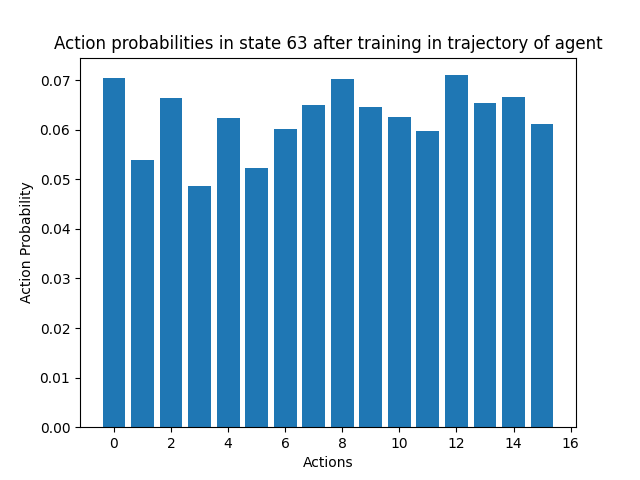 Action probabilities in state 63 after training in trajectory of agent
0.07
0.06
0.05
0.04
0.03
0.02
0.01
0.00
Action Probability
0 2 4 6 8 10 12 14 16
Actions